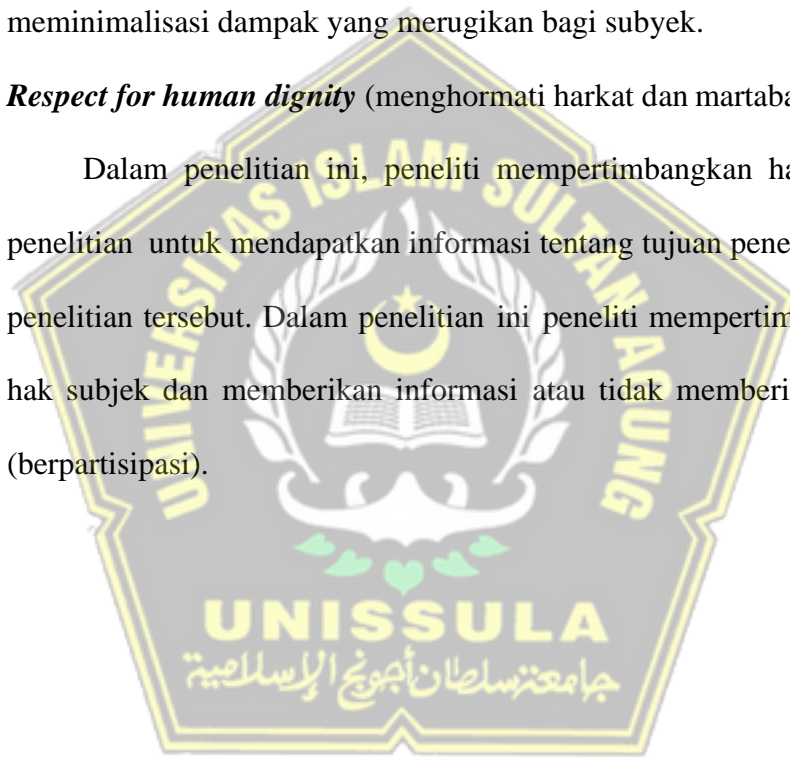 meminimalisasi dampak yang merugikan bagi subyek.
Respect for human dignity (menghormati harkat dan martaba
Dalam penelitian ini, peneliti mempertimbangkan ha
penelitian untuk mendapatkan informasi tentang tujuan pene
penelitian tersebut. Dalam penelitian ini peneliti mempertim
hak subjek dan memberikan informasi atau tidak memberi
(berpartisipasi).
UNIVERSITAS ISLAM SULTAN AGUNG
UNISSULA
جامعة سلطان أجونج الإسلامية